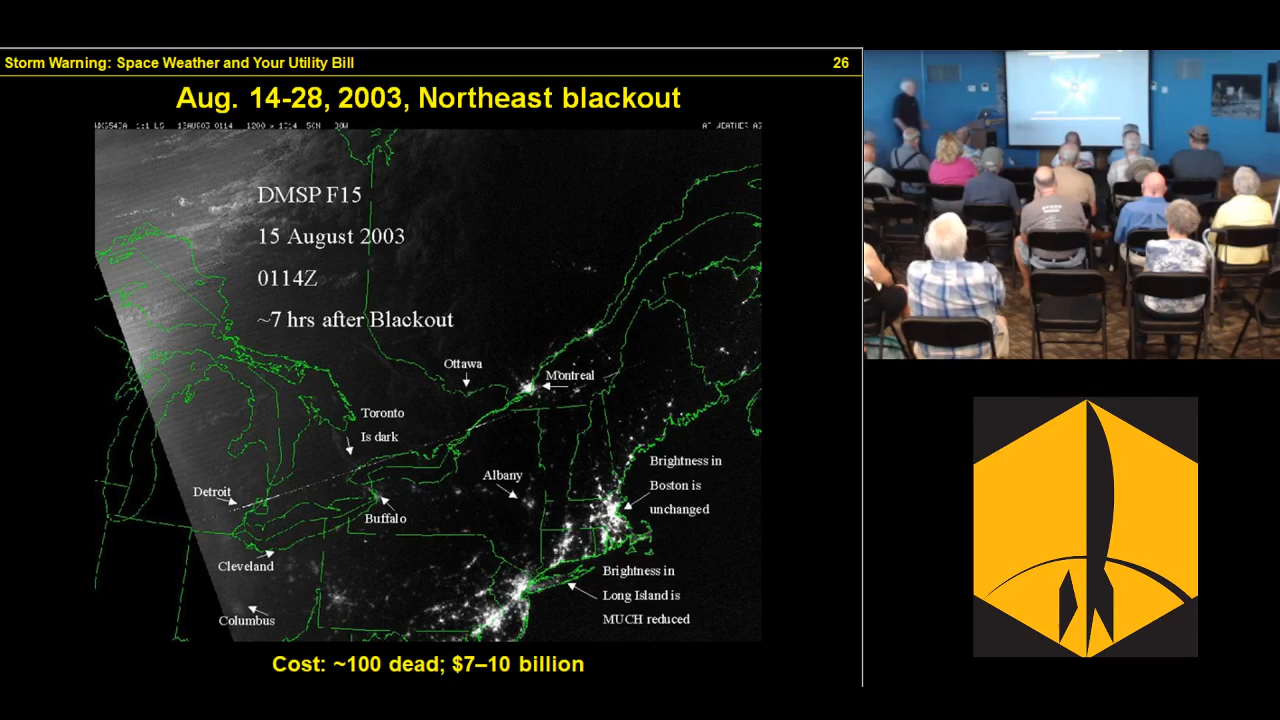 Storm Warning: Space Weather and Your Utility Bill 26
Aug. 14-28, 2003, Northeast blackout
DMSP F15
15 August 2003
0114Z
~7 hrs after Blackout
Ottawa
Montreal
Toronto
Is dark
Detroit
Buffalo
Albany
Brightness in
Boston is
unchanged
Cleveland
Columbus
Brightness in
Long Island is
MUCH reduced
Cost: ~100 dead; $7–10 billion